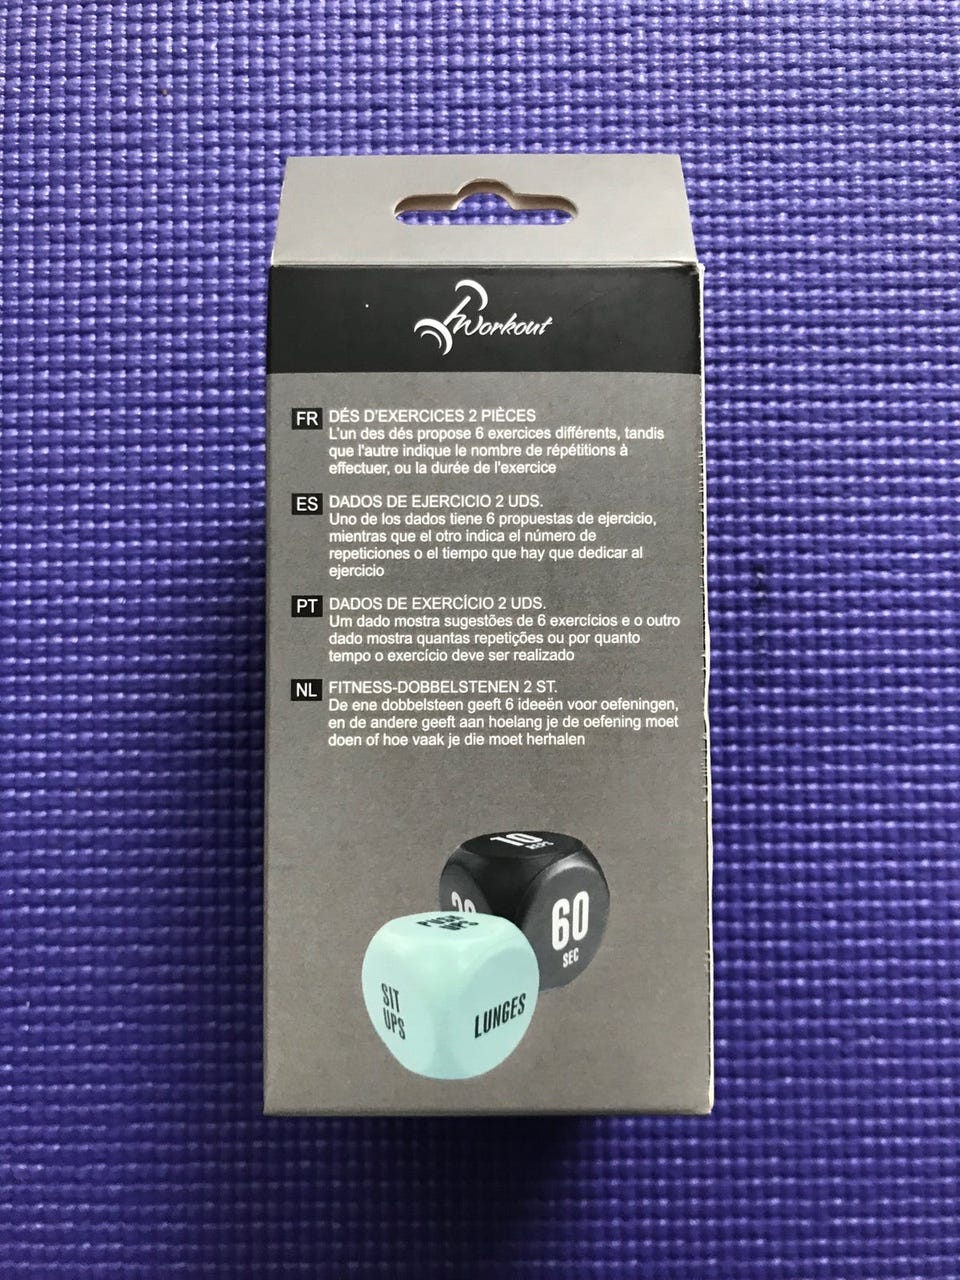 Workout
FR DÉS D'EXERCICES 2 PIÈCES
L'un des dés propose 6 exercices différents, tandis
que l'autre indique le nombre de répétitions à
effectuer, ou la durée de l'exercice
ES DADOS DE EJERCICIO 2 UDS.
Uno de los dados tiene 6 propuestas de ejercicio,
mientras que el otro indica el número de
repeticiones o el tiempo que hay que dedicar al
ejercicio
PT DADOS DE EXERCÍCIO 2 UDS.
Um dado mostra sugestões de 6 exercícios e o outro
dado mostra quantas repetições ou por quanto
tempo o exercício deve ser realizado
NL FITNESS-DOBBELSTENEN 2 ST.
De ene dobbelsteen geeft 6 ideeën voor oefeningen,
en de andere geeft aan hoelang je de oefening moet
doen of hoe vaak je die moet herhalen
10
REPS
60
SEC
PUSH
UPS
SIT
UPS
LUNGES